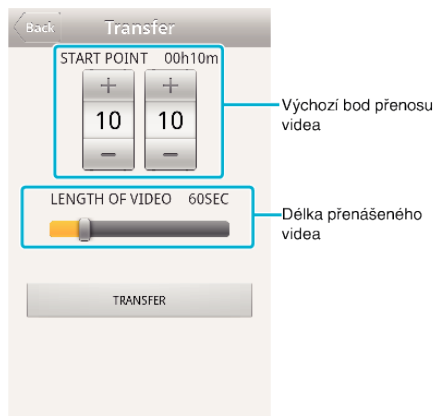 Back Transfer
START POINT 00h10m
+ +
10 10
− −
Výchozí bod přenosu
videa
LENGTH OF VIDEO 60SEC
Délka přenášeného
videa
TRANSFER